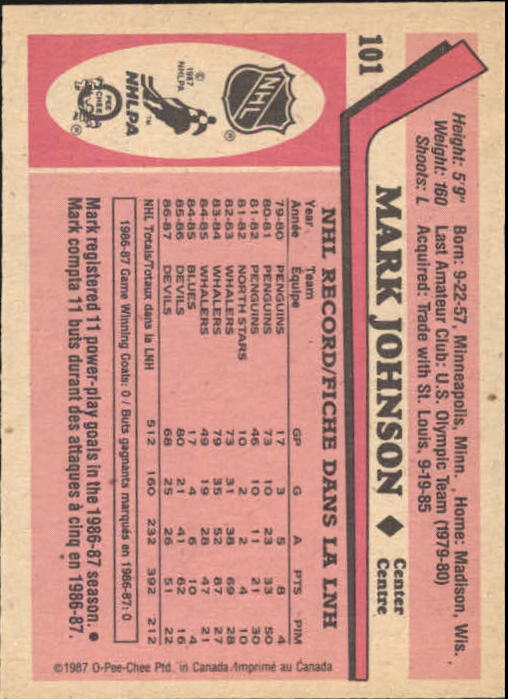 101
Height: 5'9" Born: 9-22-57, Minneapolis, Minn., Home: Madison, Wis.
Weight: 160 Last Amateur Club: U.S. Olympic Team (1979-80)
Shoots: L Acquired: Trade with St. Louis, 9-19-85
MARK JOHNSON ◆ Center
Centre
NHL
®
© 1987 NHLPA
NHLPA
™
O PEE CHEE
®
NHL RECORD/FICHE DANS LA LNH
Year Team GP G A PTS PIM
Année Équipe
79-80 PENGUINS 17 3 5 8 4
80-81 PENGUINS 73 10 23 33 50
81-82 PENGUINS 46 10 11 21 30
81-82 NORTH STARS 10 2 2 4 10
82-83 WHALERS 73 31 38 69 28
83-84 WHALERS 79 35 52 87 27
84-85 WHALERS 49 19 28 47 21
84-85 BLUES 17 4 6 10 4
85-86 DEVILS 80 21 41 62 16
86-87 DEVILS 68 25 26 51 22
NHL Totals/Totaux dans la LNH 512 160 232 392 212
1986-87 Game Winning Goals: 0 / Buts gagnants marqués en 1986-87: 0
Mark registered 11 power-play goals in the 1986-87 season. ●
Mark compta 11 buts durant des attaques à cinq en 1986-87.
©1987 O-Pee-Chee Ptd. in Canada/Imprimé au Canada